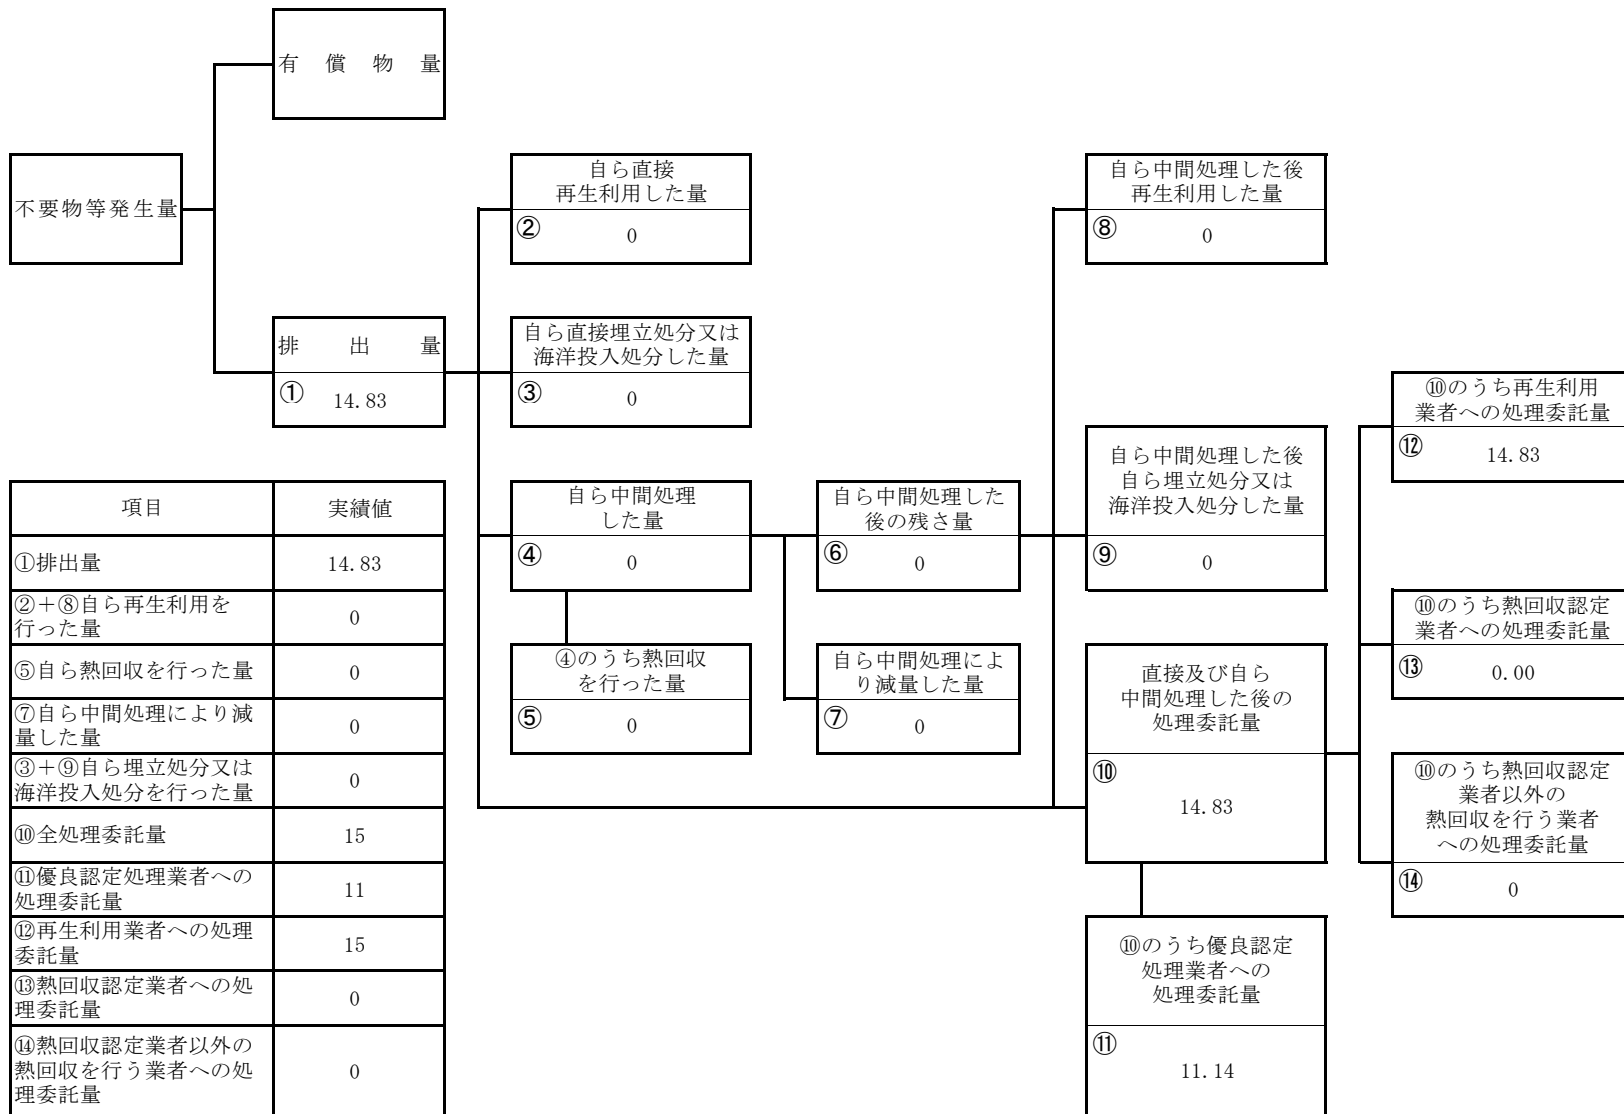 有償物量
不要物等発生量
排出量
①
14.83
自ら直接
再生利用した量
②
0
自ら直接埋立処分又は
海洋投入処分した量
③
0
自ら中間処理
した量
④
0
④のうち熱回収
を行った量
⑤
0
自ら中間処理した
後の残さ量
⑥
0
自ら中間処理によ
り減量した量
⑦
0
自ら中間処理した後
再生利用した量
⑧
0
自ら中間処理した後
自ら埋立処分又は
海洋投入処分した量
⑨
0
直接及び自ら
中間処理した後の
処理委託量
⑩
14.83
⑩のうち優良認定
処理業者への
処理委託量
⑪
11.14
⑩のうち再生利用
業者への処理委託量
⑫
14.83
⑩のうち熱回収認定
業者への処理委託量
⑬
0.00
⑩のうち熱回収認定
業者以外の
熱回収を行う業者
への処理委託量
⑭
0
項目 実績値
①排出量 14.83
②+⑧自ら再生利用を
行った量 0
⑤自ら熱回収を行った量 0
⑦自ら中間処理により減
量した量 0
③+⑨自ら埋立処分又は
海洋投入処分を行った量 0
⑩全処理委託量 15
⑪優良認定処理業者への
処理委託量 11
⑫再生利用業者への処理
委託量 15
⑬熱回収認定業者への処
理委託量 0
⑭熱回収認定業者以外の
熱回収を行う業者への処
理委託量 0